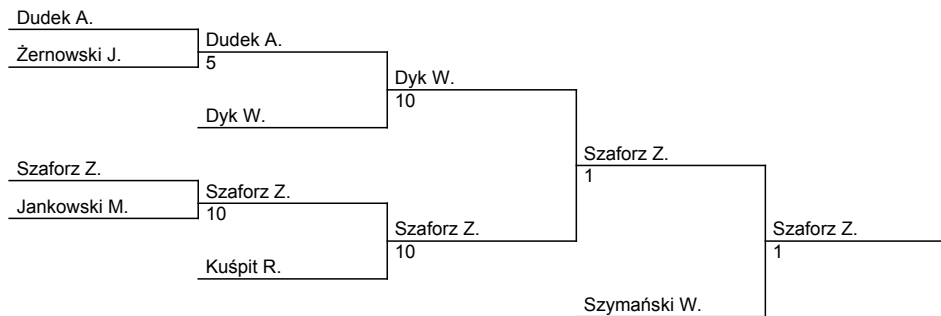 Dudek A.
Żernowski J.
Dudek A.
5
Dyk W.
Dyk W.
10
Szaforz Z.
Jankowski M.
Szaforz Z.
10
Kuśpit R.
Szaforz Z.
10
Szaforz Z.
1
Szymański W.
Szaforz Z.
1